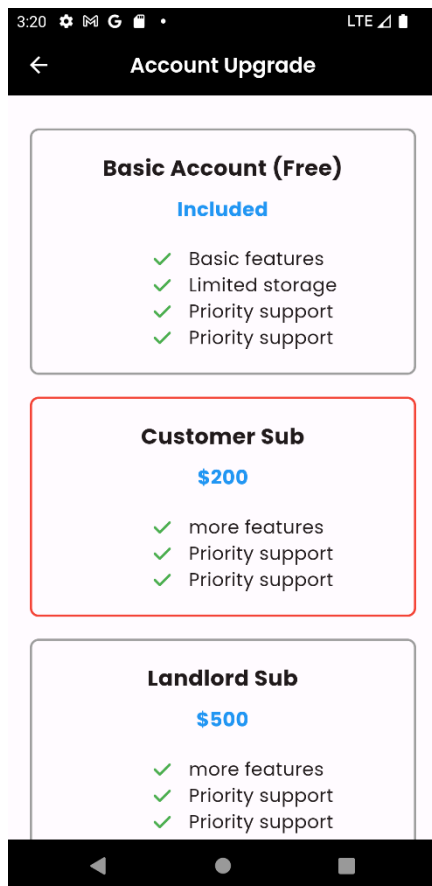 3:20
LTE
Account Upgrade
Basic Account (Free)
Included
Basic features
Limited storage
Priority support
Priority support
Customer Sub
$200
more features
Priority support
Priority support
Landlord Sub
$500
more features
Priority support
Priority support